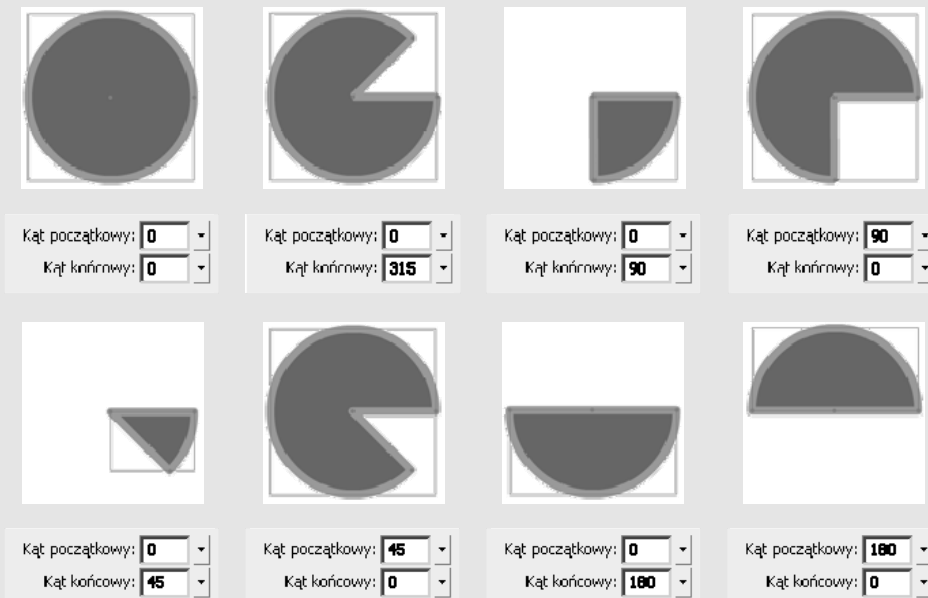 Kąt początkowy: 0
Kąt końcowy: 0
Kąt początkowy: 0
Kąt końcowy: 315
Kąt początkowy: 0
Kąt końcowy: 90
Kąt początkowy: 90
Kąt końcowy: 0
Kąt początkowy: 0
Kąt końcowy: 45
Kąt początkowy: 45
Kąt końcowy: 0
Kąt początkowy: 0
Kąt końcowy: 180
Kąt początkowy: 180
Kąt końcowy: 0